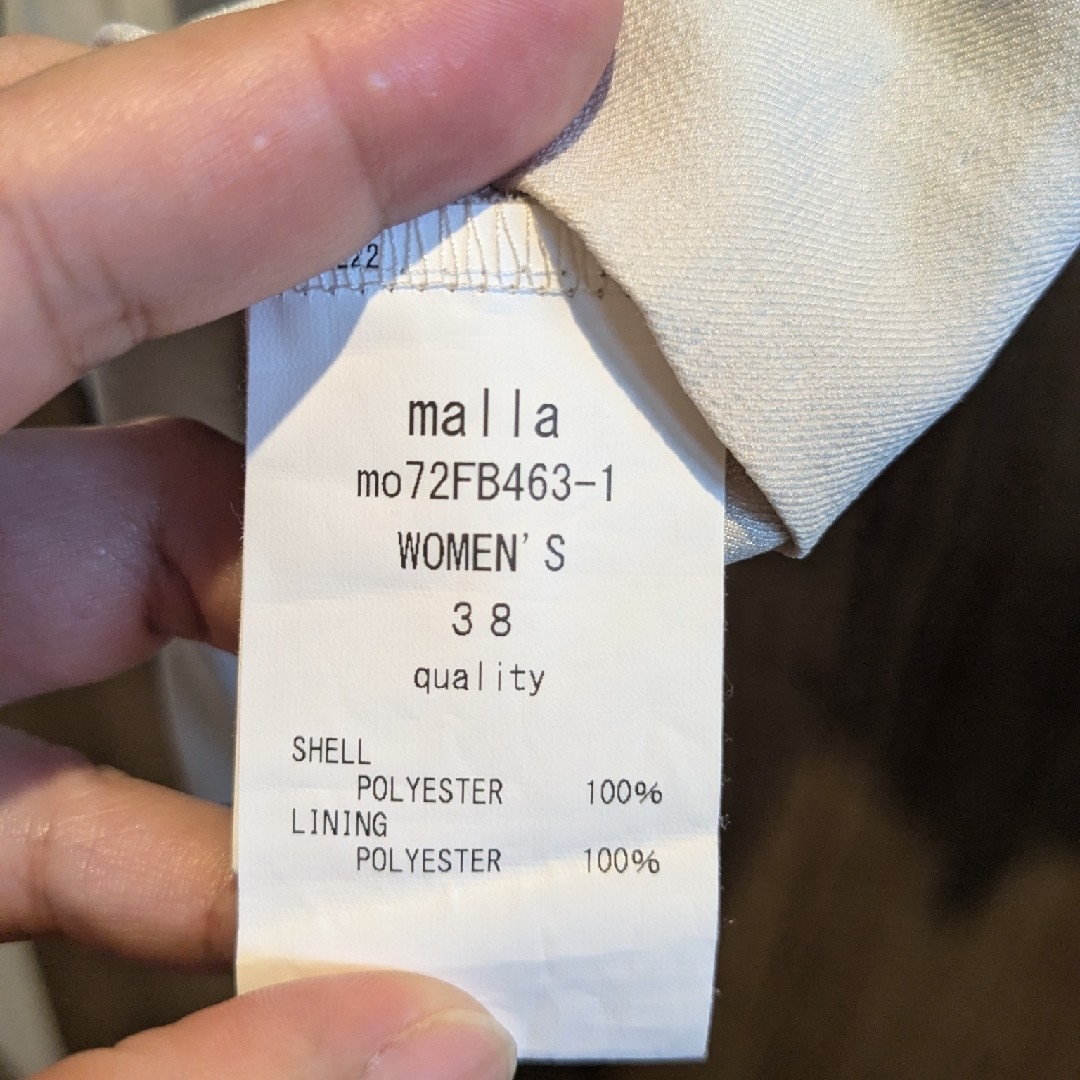 malla
mo72FB463-1
WOMEN'S
38
quality
SHELL
POLYESTER 100%
LINING
POLYESTER 100%